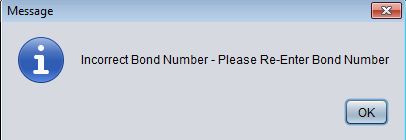 Message
Incorrect Bond Number - Please Re-Enter Bond Number
OK